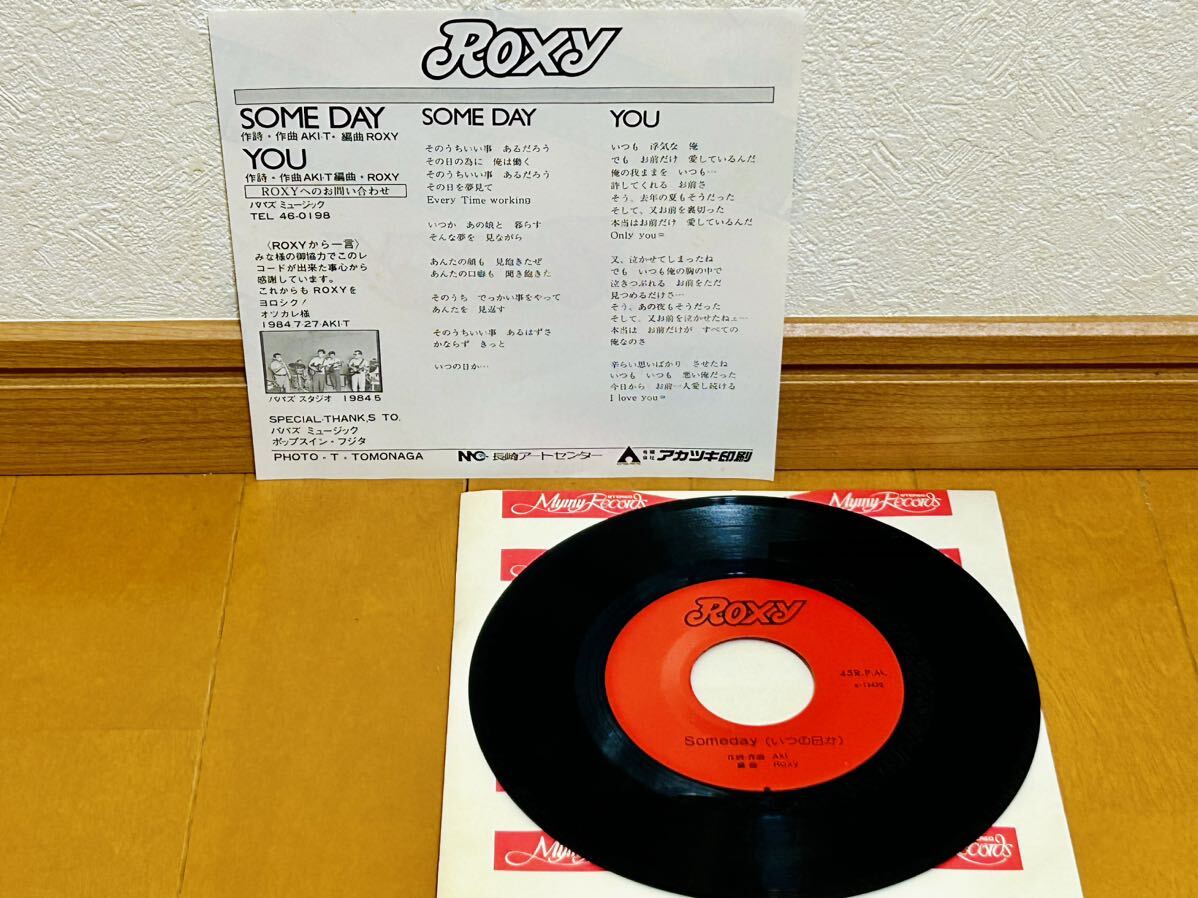 Roxy
SOME DAY
作詩・作曲 AKI・T・編曲 ROXY
YOU
作詩・作曲 AKI・T 編曲・ROXY
ROXYへのお問い合わせ
パパズ ミュージック
TEL 46-0198
〈ROXYから一言〉
みな様の御協力でこのレ
コードが出来た事心から
感謝しています。
これからも ROXYを
ヨロシク!
オツカレ様
1984・7・27・AKI・T
パパズ スタジオ 1984.5
SPECIAL・THANK,S TO.
パパズ ミュージック
ポップスイン・フジタ
PHOTO・T・TOMONAGA
SOME DAY
そのうちいい事 あるだろう
その日の為に 俺は働く
そのうちいい事 あるだろう
その日を夢見て
Every Time working
いつか あの娘と 暮らす
そんな夢を 見ながら
あんたの顔も 見飽きたぜ
あんたの口癖も 聞き飽きた
そのうち でっかい事をやって
あんたを 見返す
そのうちいい事 あるはずさ
かならず きっと
いつの日か…
YOU
いつも 浮気な 俺
でも お前だけ 愛しているんだ
俺の我ままを いつも…
許してくれる お前さ
そう、去年の夏もそうだった
そして、又お前を裏切った
本当はお前だけ 愛しているんだ
Only you=
又、泣かせてしまったね
でも いつも俺の胸の中で
泣きつぶれる お前をただ
見つめるだけさ…
そう、あの夜もそうだった
そして、又お前を泣かせたねェ…
本当は お前だけが すべての
俺なのさ
辛らい思いばかり させたね
いつも いつも 悪い俺だった
今日から お前一人愛し続ける
I love you=
長崎アートセンター
有限会社 アカツキ印刷
Mymy Records
STEREO
Mymy Records
Roxy
45R.P.M.
Someday (いつの日か)
作詞・作曲 Aki
編曲 Roxy
Mymy
ecords